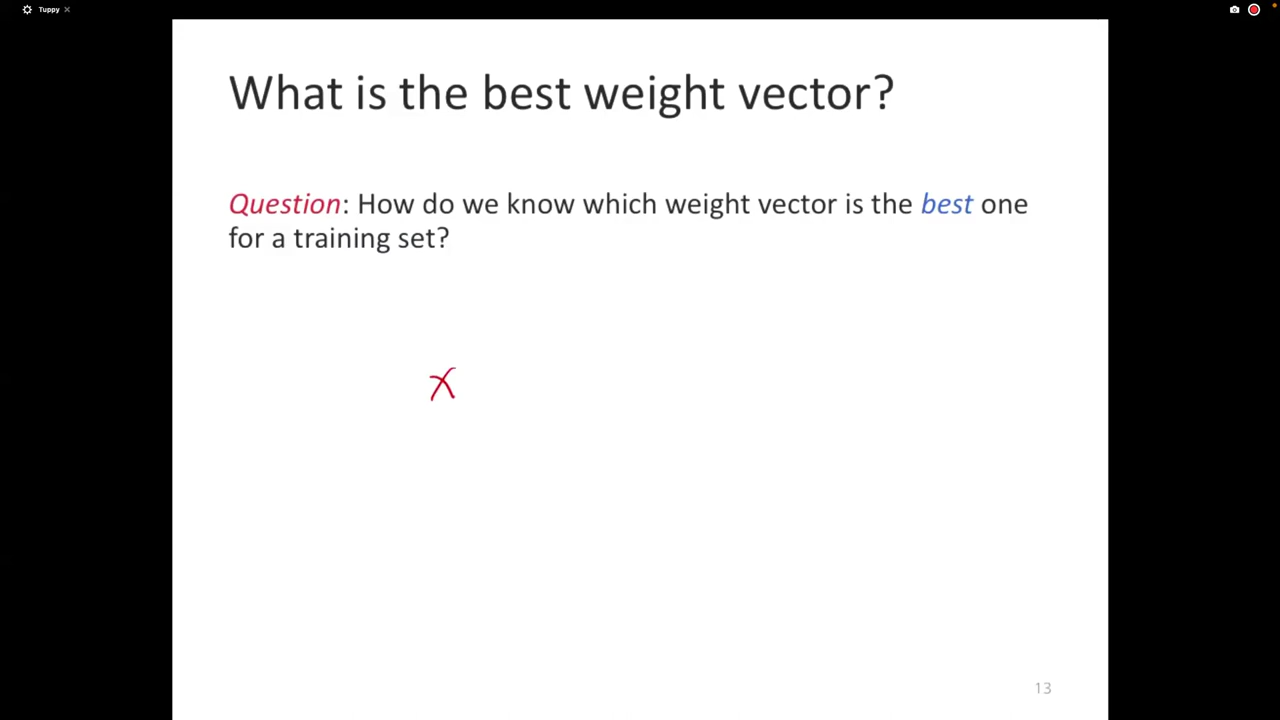 Tuppy
What is the best weight vector?
Question: How do we know which weight vector is the best one
for a training set?
x
13